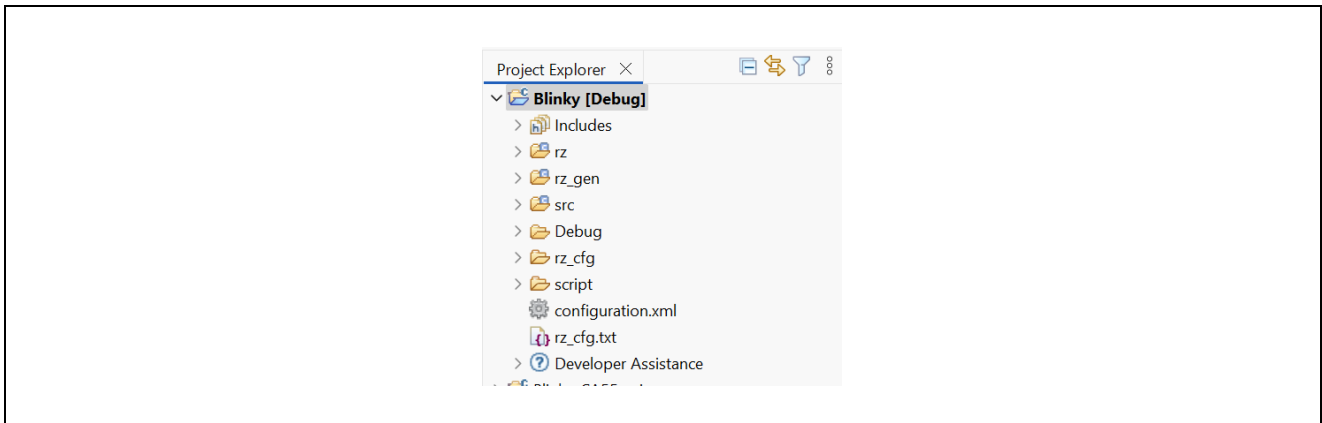 Project Explorer
Blinky [Debug]
Includes
rz
rz_gen
src
Debug
rz_cfg
script
configuration.xml
rz_cfg.txt
Developer Assistance